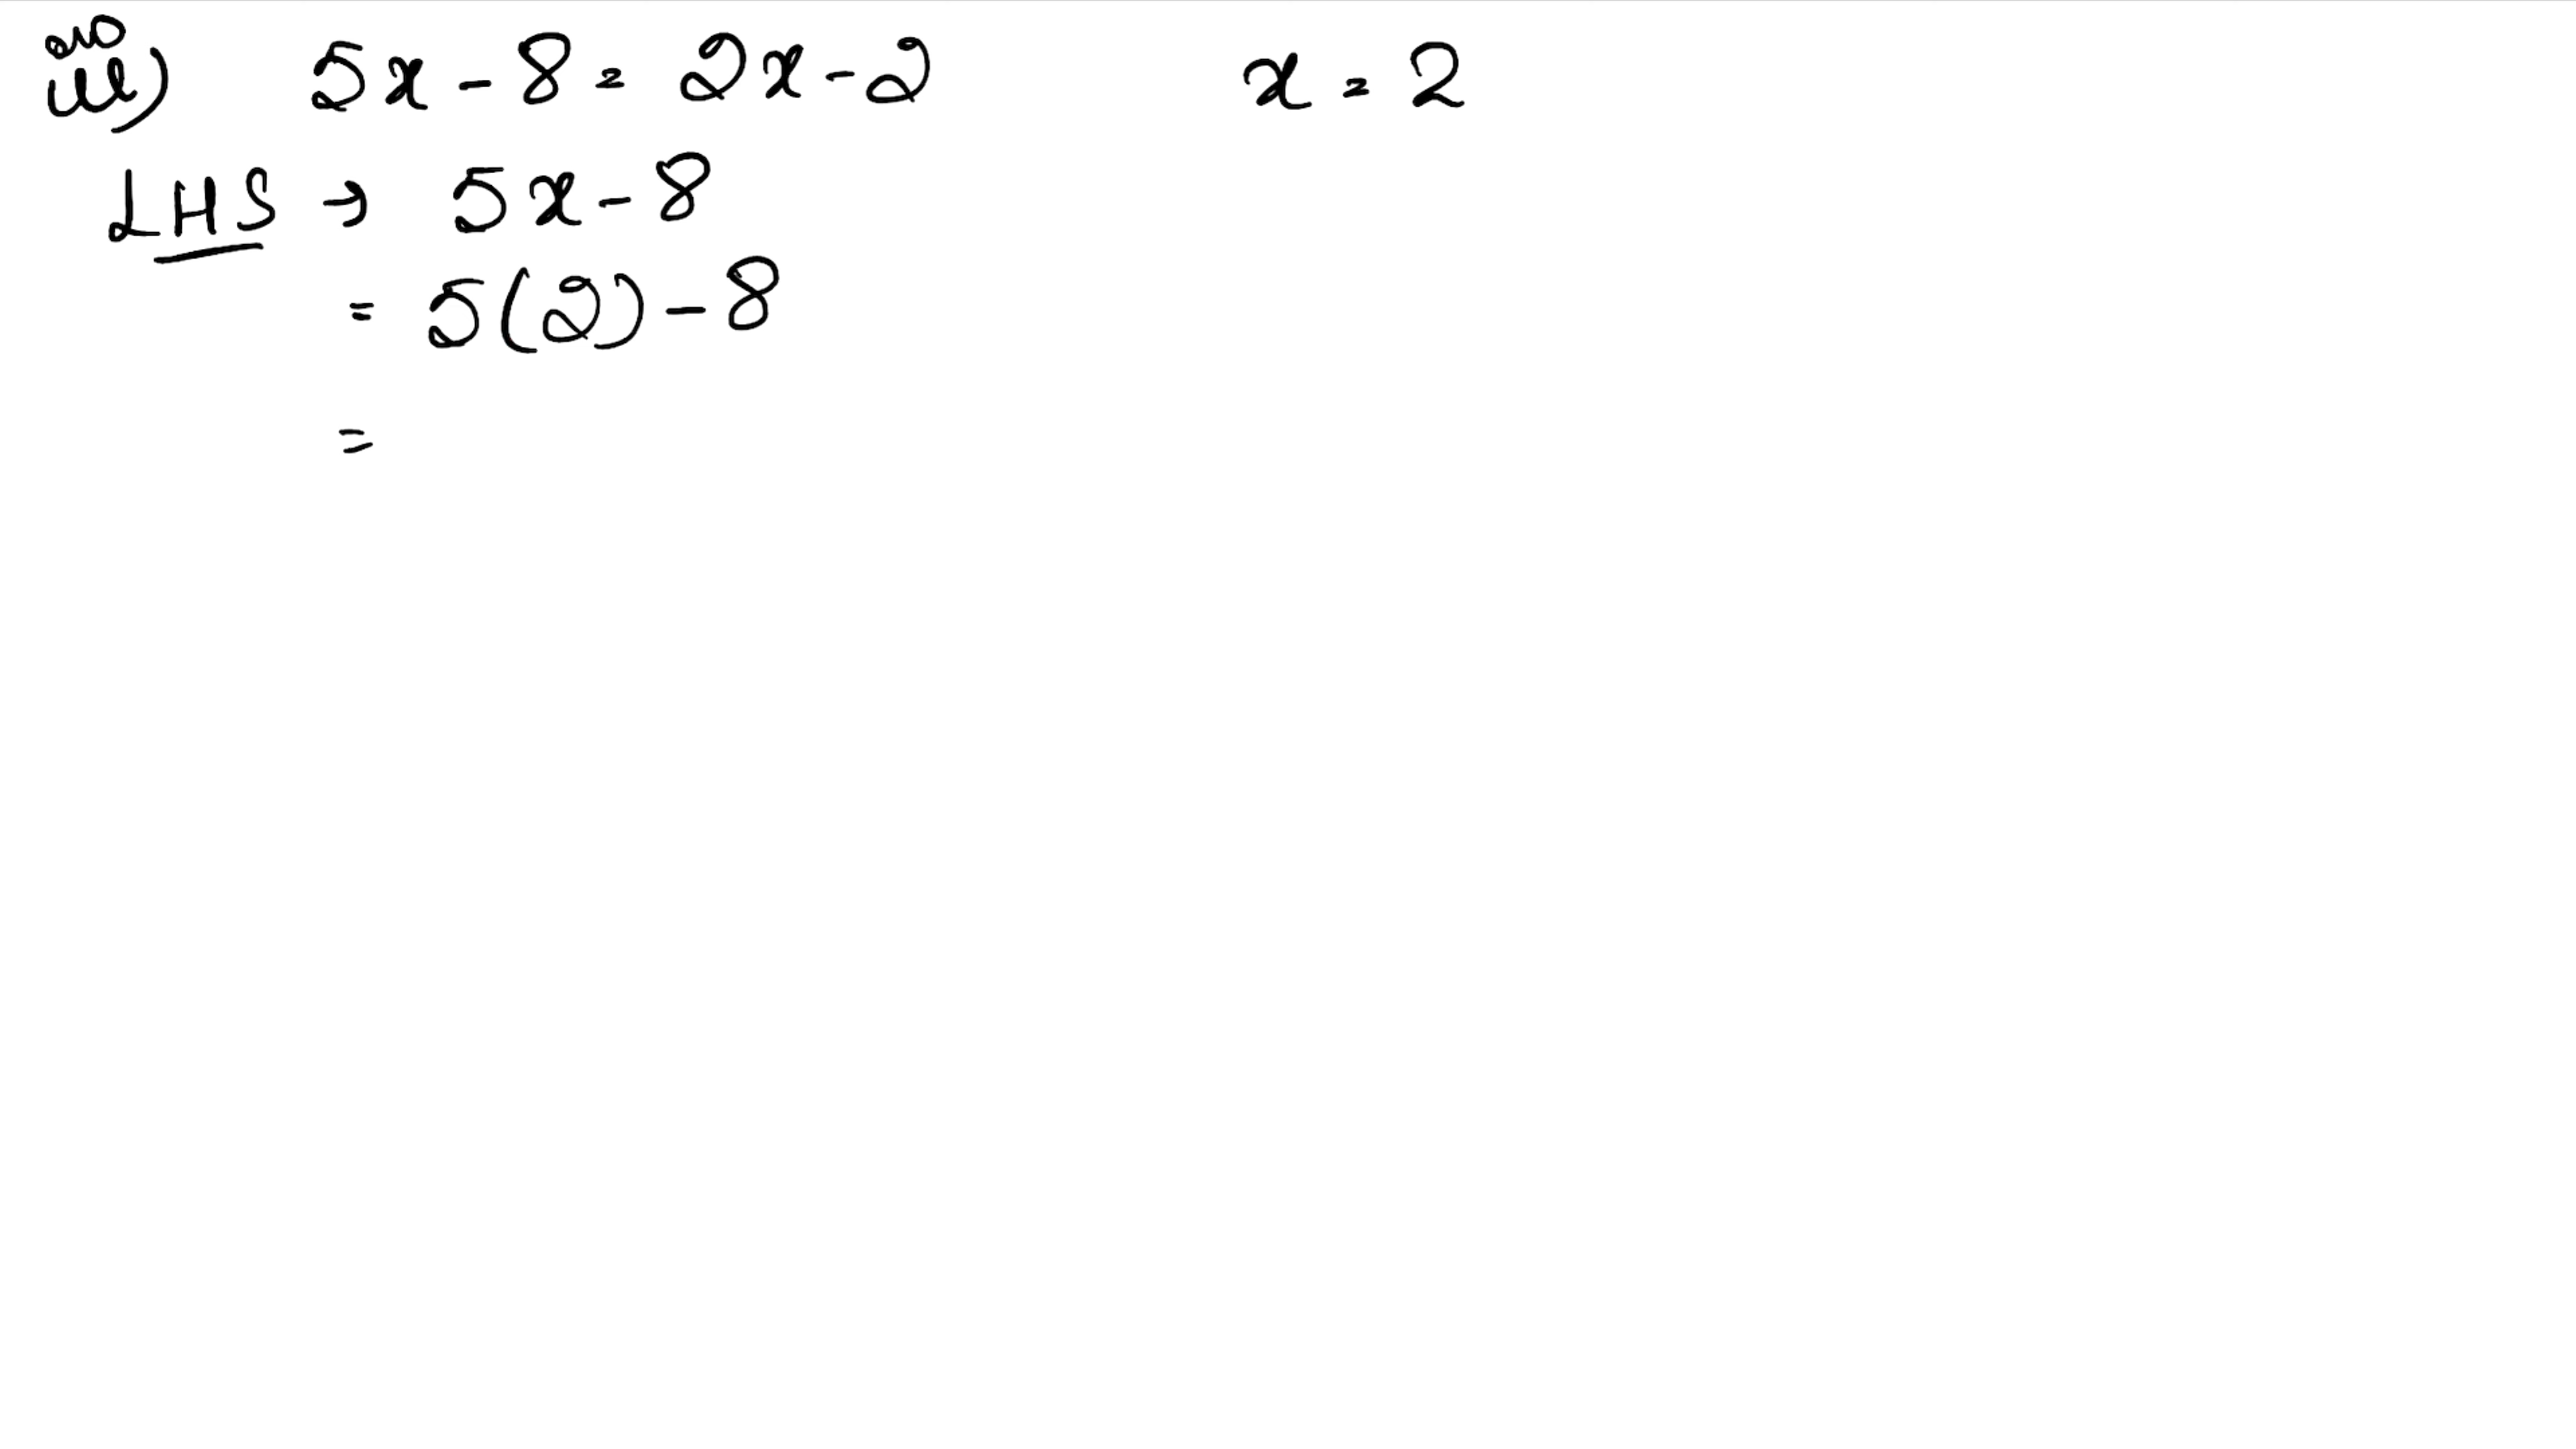 iii) 5x - 8 = 2x - 2 x = 2
LHS → 5x - 8
= 5(2) - 8
=